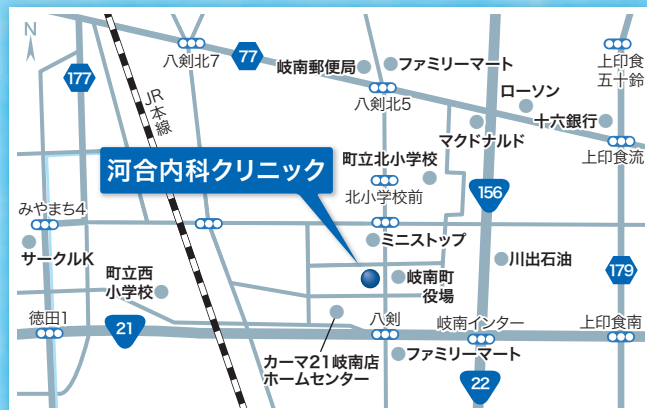 N
八剣北7
77
岐南郵便局
ファミリーマート
上印食
五十鈴
177
JR
本
線
八剣北5
ローソン
十六銀行
マクドナルド
上印食流
河合内科クリニック
町立北小学校
北小学校前
156
みやまち4
サークルK
ミニストップ
川出石油
179
町立西
小学校
岐南町
役場
徳田1
21
八剣
岐南インター
上印食南
カーマ21岐南店
ホームセンター
ファミリーマート
22